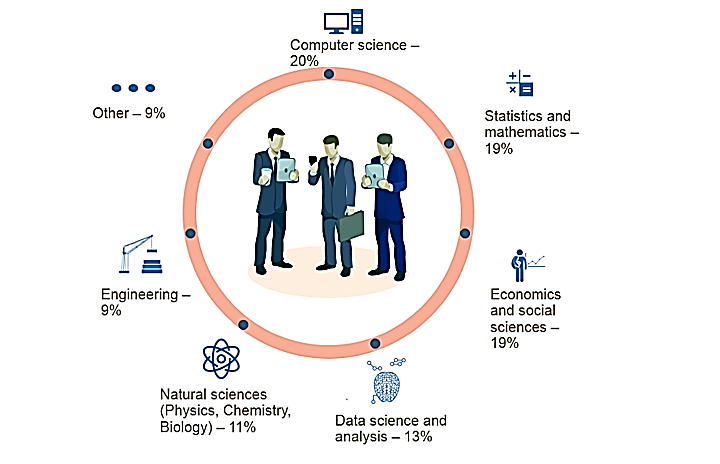 Computer science –
20%
Statistics and
mathematics –
19%
Economics
and social
sciences –
19%
Data science and
analysis – 13%
Natural sciences
(Physics, Chemistry,
Biology) – 11%
Engineering –
9%
Other – 9%